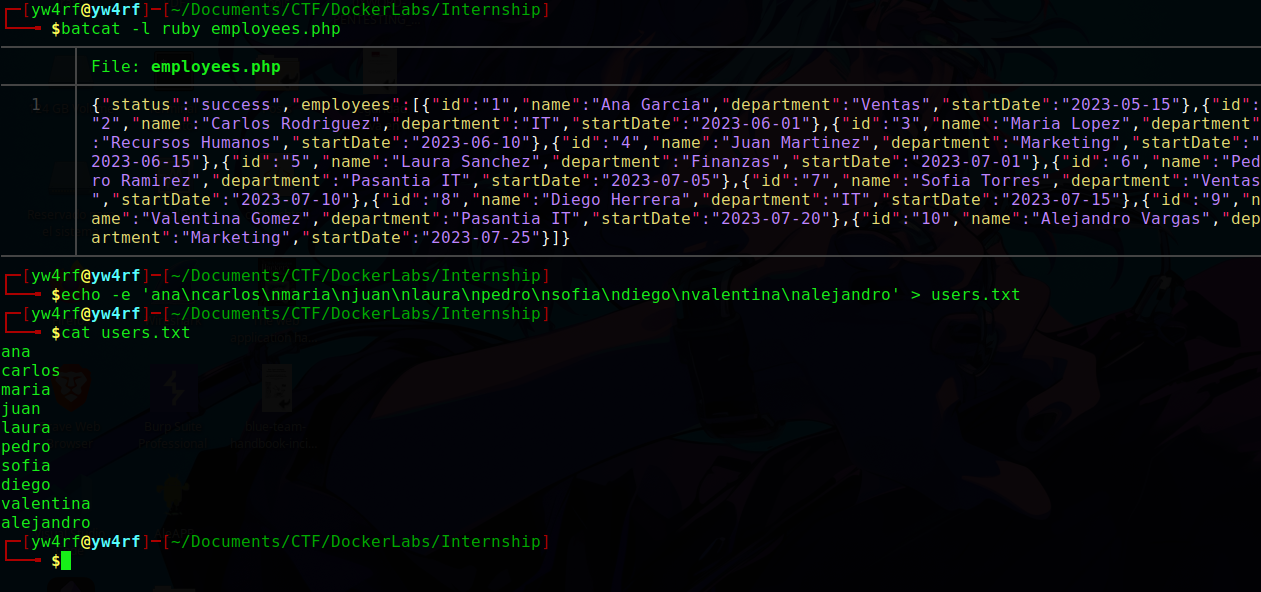 [yw4rf@yw4rf]─[~/Documents/CTF/DockerLabs/Internship]
$batcat -l ruby employees.php
File: employees.php
1 {"status":"success","employees":[{"id":"1","name":"Ana Garcia","department":"Ventas","startDate":"2023-05-15"},{"id":
"2","name":"Carlos Rodriguez","department":"IT","startDate":"2023-06-01"},{"id":"3","name":"Maria Lopez","department"
:"Recursos Humanos","startDate":"2023-06-10"},{"id":"4","name":"Juan Martinez","department":"Marketing","startDate":"
2023-06-15"},{"id":"5","name":"Laura Sanchez","department":"Finanzas","startDate":"2023-07-01"},{"id":"6","name":"Ped
ro Ramirez","department":"Pasantia IT","startDate":"2023-07-05"},{"id":"7","name":"Sofia Torres","department":"Ventas
","startDate":"2023-07-10"},{"id":"8","name":"Diego Herrera","department":"IT","startDate":"2023-07-15"},{"id":"9","n
ame":"Valentina Gomez","department":"Pasantia IT","startDate":"2023-07-20"},{"id":"10","name":"Alejandro Vargas","dep
artment":"Marketing","startDate":"2023-07-25"}]}
[yw4rf@yw4rf]─[~/Documents/CTF/DockerLabs/Internship]
$echo -e 'ana\ncarlos\nmaria\njuan\nlaura\npedro\nsofia\ndiego\nvalentina\nalejandro' > users.txt
[yw4rf@yw4rf]─[~/Documents/CTF/DockerLabs/Internship]
$cat users.txt
ana
carlos
maria
juan
laura
pedro
sofia
diego
valentina
alejandro
[yw4rf@yw4rf]─[~/Documents/CTF/DockerLabs/Internship]
$